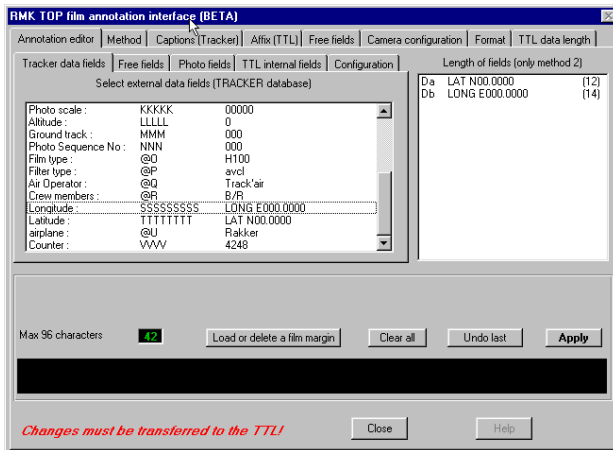 RMK TOP film annotation interface (BETA)
Annotation editor Method Captions (Tracker) Affix (TTL) Free fields Camera configuration Format TTL data length
Tracker data fields Free fields Photo fields TTL internal fields Configuration
Length of fields (only method 2)
Select external data fields (TRACKER database)
Da LAT N00.0000 (12)
Db LONG E000.0000 (14)
Photo scale : KKKKK 00000
Altitude : LLLLL 0
Ground track : MMM 000
Photo Sequence No : NNN 000
Film type : @O H100
Filter type : @P avcl
Air Operator : @Q Track'air
Crew members : @R B/R
Longitude : SSSSSSSSS LONG E000.0000
Latitude : TTTTTTTT LAT N00.0000
airplane : @U Rakker
Counter : VVVV 4248
Max 96 characters 42 Load or delete a film margin Clear all Undo last Apply
Changes must be transferred to the TTL! Close Help